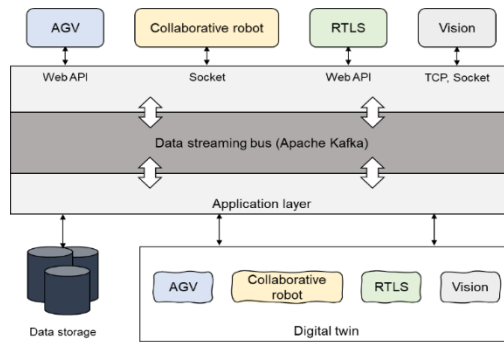 AGV
Collaborative robot
RTLS
Vision
Web API
Socket
Web API
TCP, Socket
Data streaming bus (Apache Kafka)
Application layer
AGV
Collaborative
robot
RTLS
Vision
Data storage
Digital twin